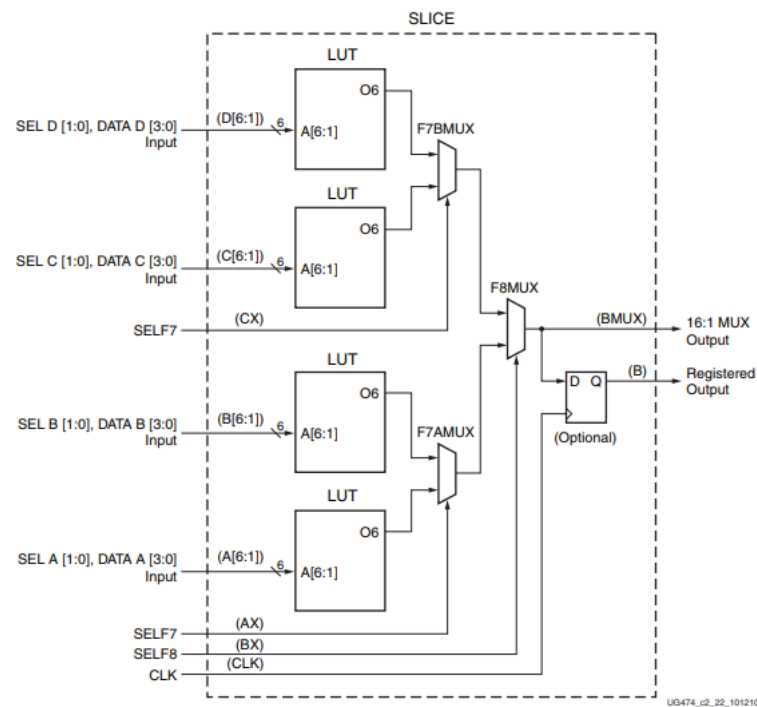 SLICE
LUT
O6
A[6:1]
SEL D [1:0], DATA D [3:0]
Input
(D[6:1])
6
F7BMUX
LUT
O6
A[6:1]
SEL C [1:0], DATA C [3:0]
Input
(C[6:1])
6
F8MUX
SELF7
(CX)
(BMUX)
16:1 MUX
Output
LUT
O6
A[6:1]
SEL B [1:0], DATA B [3:0]
Input
(B[6:1])
6
F7AMUX
D Q
(B)
Registered
Output
(Optional)
LUT
O6
A[6:1]
SEL A [1:0], DATA A [3:0]
Input
(A[6:1])
6
SELF7
(AX)
SELF8
(BX)
CLK
(CLK)
UG474_c2_22_101210